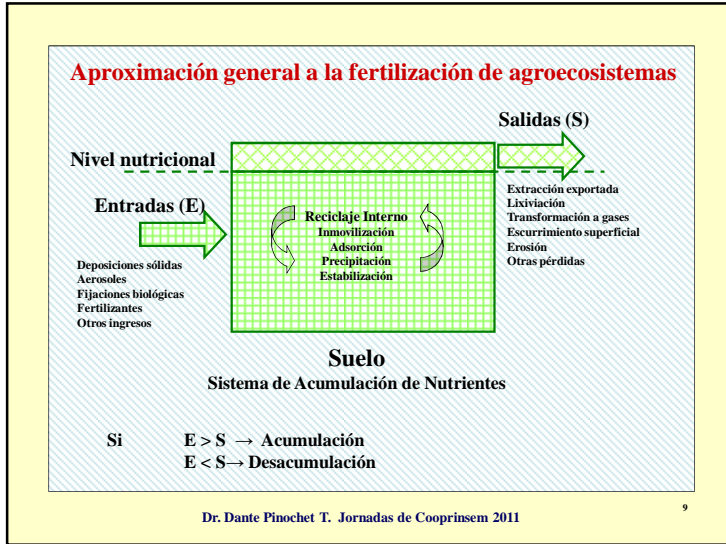 Aproximación general a la fertilización de agroecosistemas
Salidas (S)
Nivel nutricional
Entradas (E)
Deposiciones sólidas
Aerosoles
Fijaciones biológicas
Fertilizantes
Otros ingresos
Reciclaje Interno
Inmovilización
Adsorción
Precipitación
Estabilización
Extracción exportada
Lixiviación
Transformación a gases
Escurrimiento superficial
Erosión
Otras pérdidas
Suelo
Sistema de Acumulación de Nutrientes
Si E > S → Acumulación
E < S→ Desacumulación
Dr. Dante Pinochet T. Jornadas de Cooprinsem 2011
9